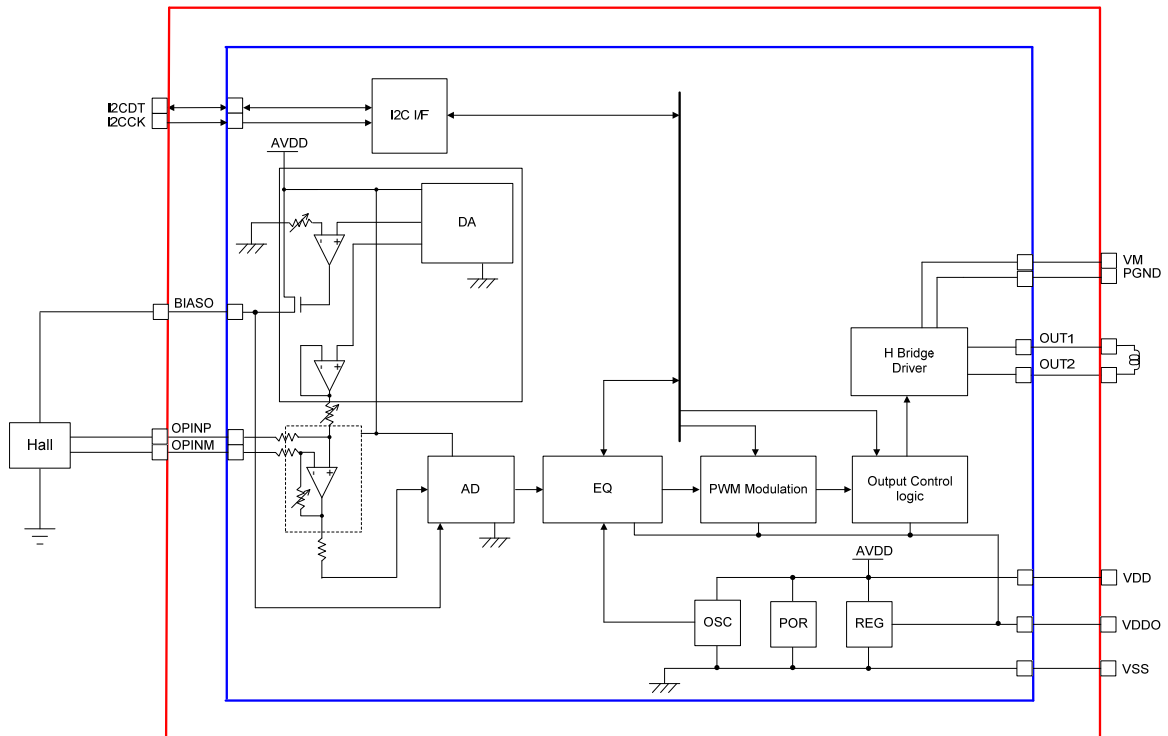 I2CDT
I2CCK
I2C I/F
AVDD
DA
-
+
BIASO
VM
PGND
OUT1
OUT2
H Bridge
Driver
-
+
Hall
OPINP
OPINM
-
+
AD
EQ
PWM Modulation
Output Control
logic
AVDD
OSC
POR
REG
VDD
VDDO
VSS